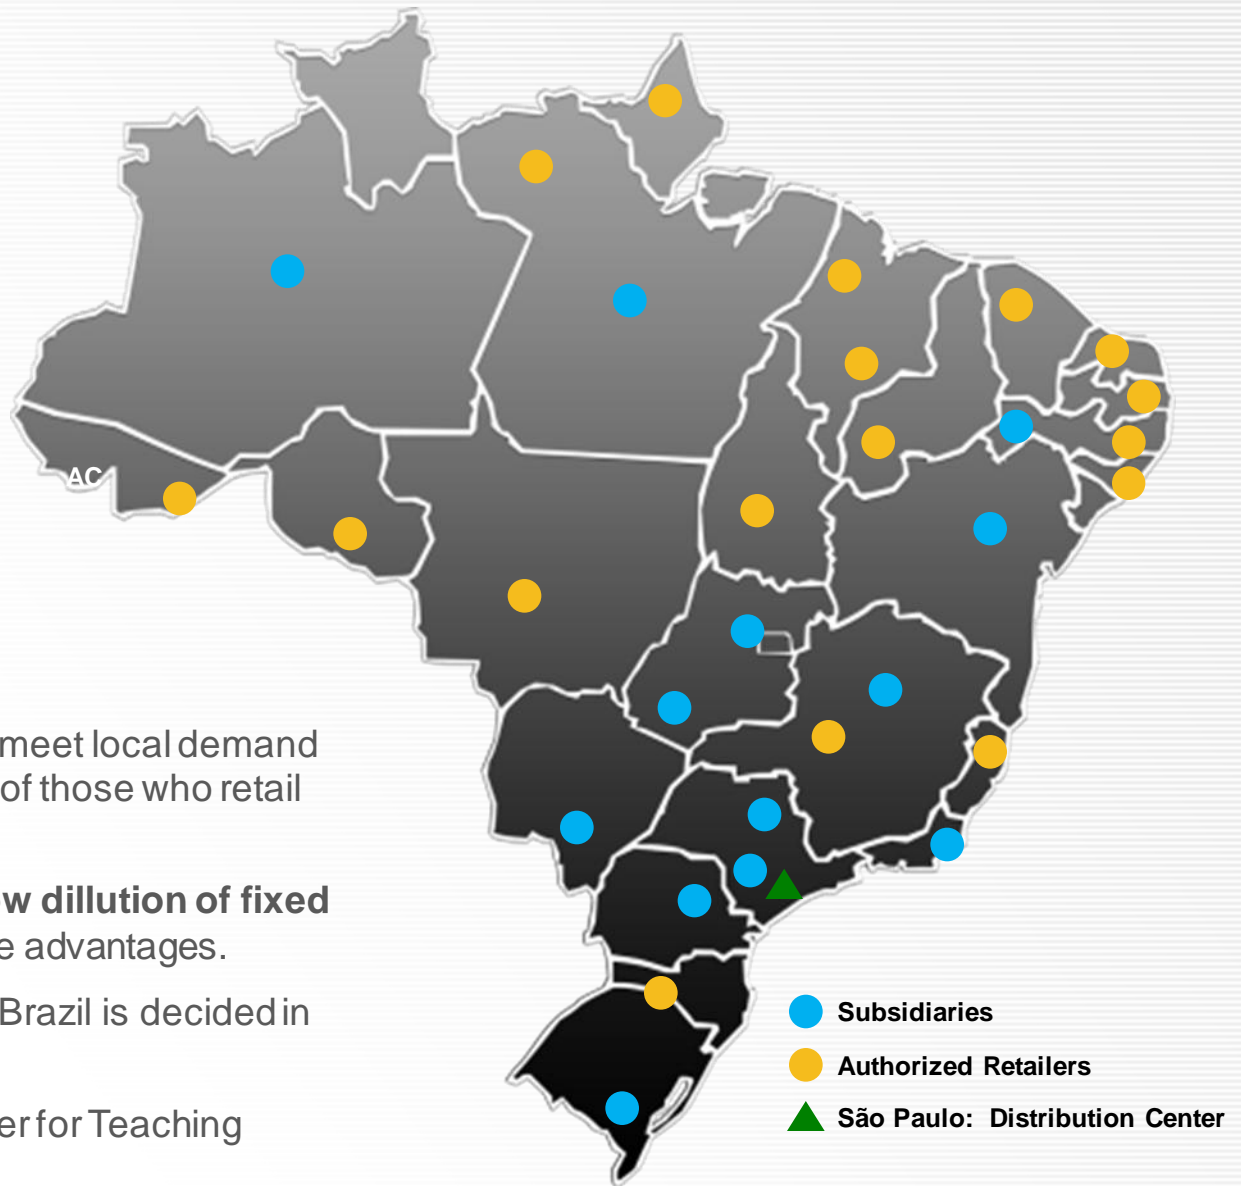 AC
meet local demand
of those who retail
w dillution of fixed
e advantages.
Brazil is decided in
er for Teaching
Subsidiaries
Authorized Retailers
São Paulo: Distribution Center